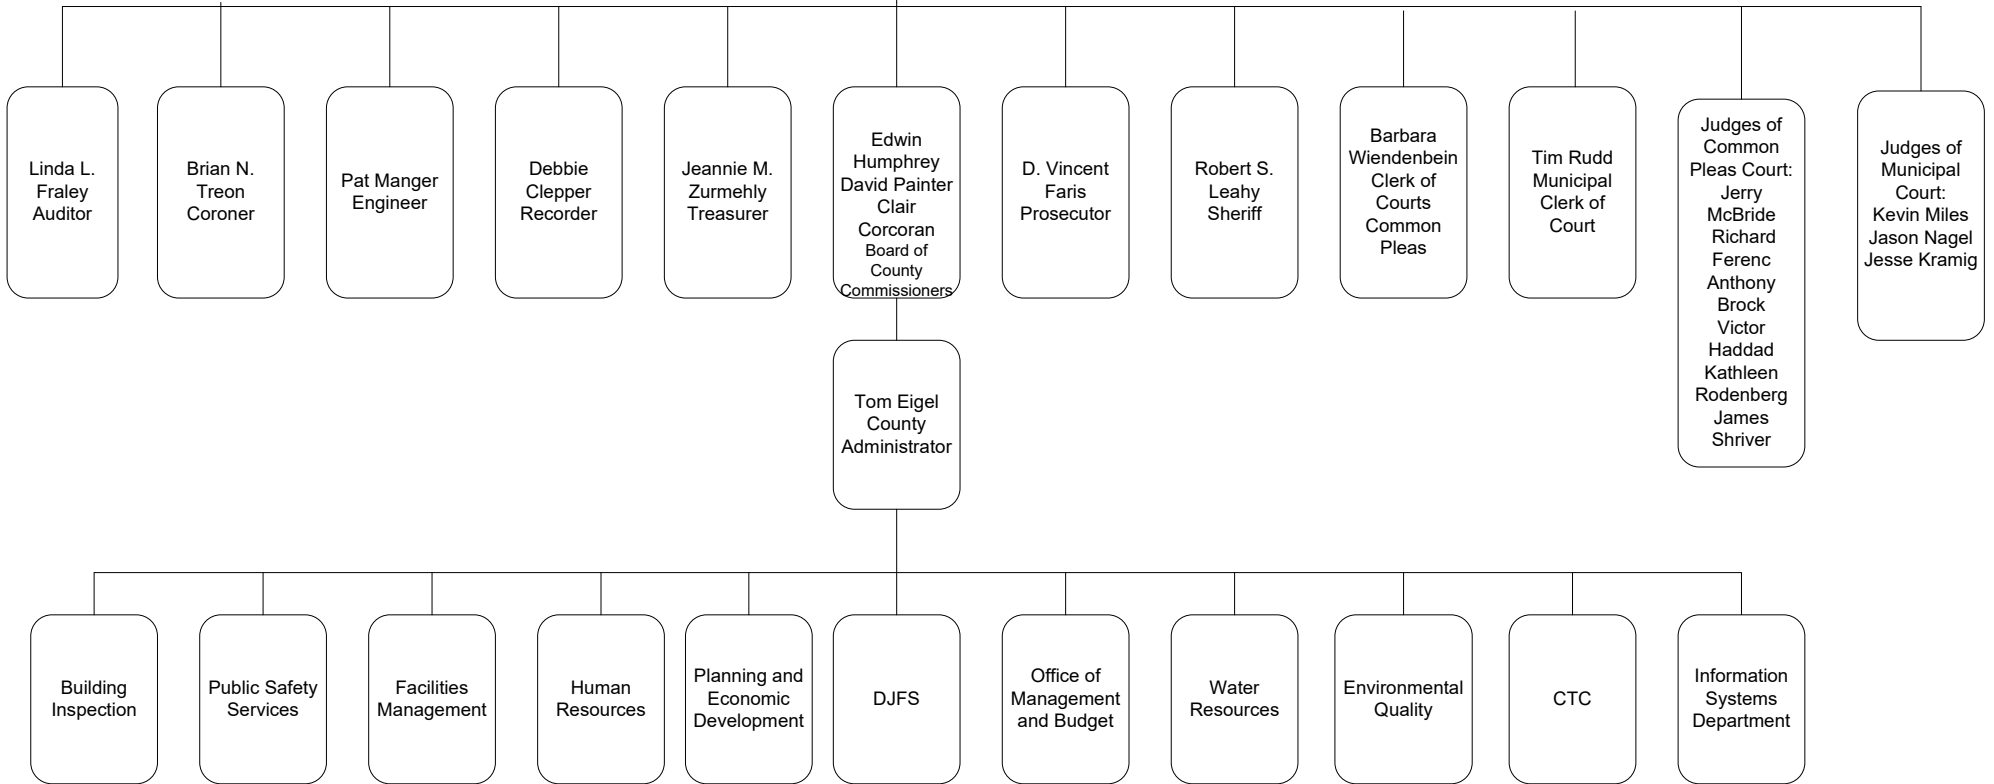 Linda L.
Fraley
Auditor
Brian N.
Treon
Coroner
Pat Manger
Engineer
Debbie
Clepper
Recorder
Jeannie M.
Zurmehly
Treasurer
Edwin
Humphrey
David Painter
Clair
Corcoran
Board of
County
Commissioners
D. Vincent
Faris
Prosecutor
Robert S.
Leahy
Sheriff
Barbara
Wiendenbein
Clerk of
Courts
Common
Pleas
Tim Rudd
Municipal
Clerk of
Court
Judges of
Common
Pleas Court:
Jerry
McBride
Richard
Ferenc
Anthony
Brock
Victor
Haddad
Kathleen
Rodenberg
James
Shriver
Judges of
Municipal
Court:
Kevin Miles
Jason Nagel
Jesse Kramig
Tom Eigel
County
Administrator
Building
Inspection
Public Safety
Services
Facilities
Management
Human
Resources
Planning and
Economic
Development
DJFS
Office of
Management
and Budget
Water
Resources
Environmental
Quality
CTC
Information
Systems
Department